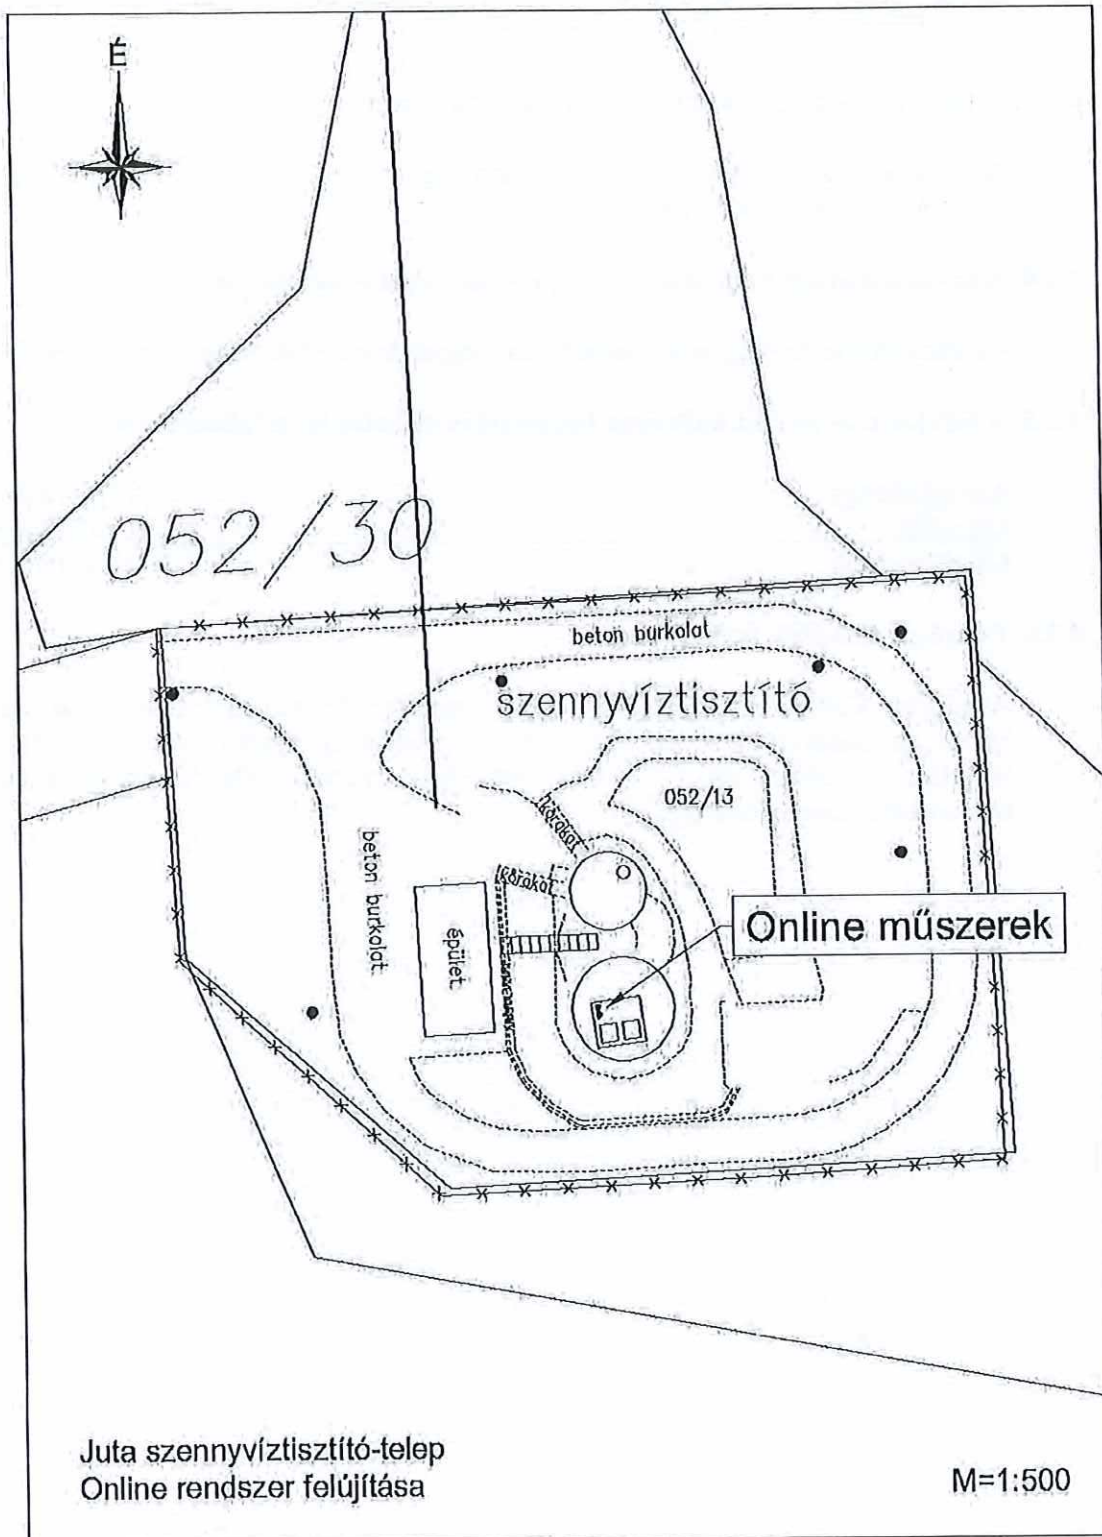 É
052/30
beton burkolat
szennyvíztisztító
052/13
kőrakat
kőrakat
beton burkolat
épület
Online műszerek
Juta szennyvíztisztító-telep
Online rendszer felújítása
M=1:500